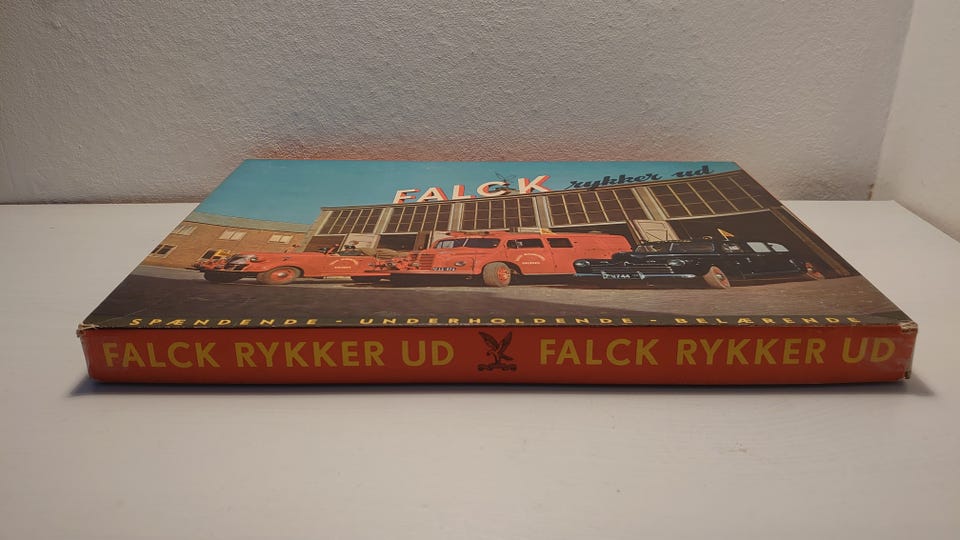 FALCK rykker ud
SPÆNDENDE - UNDERHOLDENDE - BELÆRENDE
FALCK RYKKER UD FALCK RYKKER UD